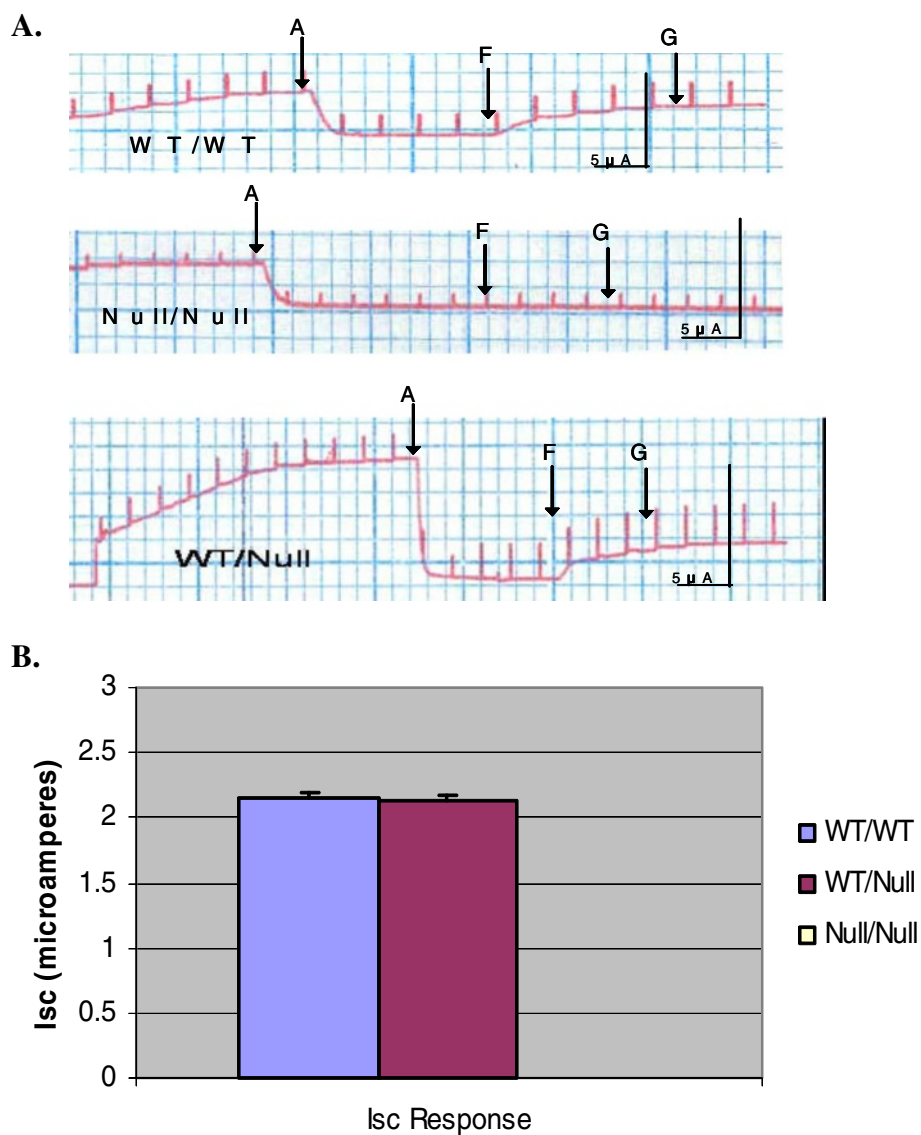 A.
A
F
G
W T/W T
5 µ A
A
F
G
N u ll/N u ll
5 µ A
A
F
G
WT/Null
5 µ A
B.
3
2.5
2
1.5
1
0.5
0
Isc (microamperes)
Isc Response
WT/WT
WT/Null
Null/Null